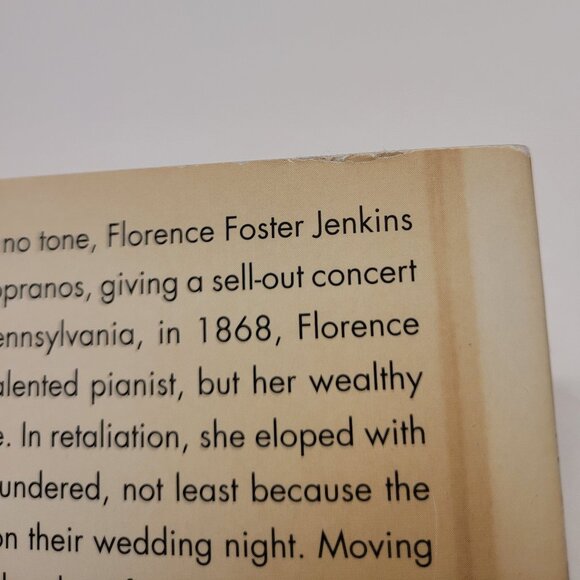 no tone, Florence Foster Jenkins
opranos, giving a sell-out concert
ennsylvania, in 1868, Florence
alented pianist, but her wealthy
e. In retaliation, she eloped with
undered, not least because the
on their wedding night. Moving